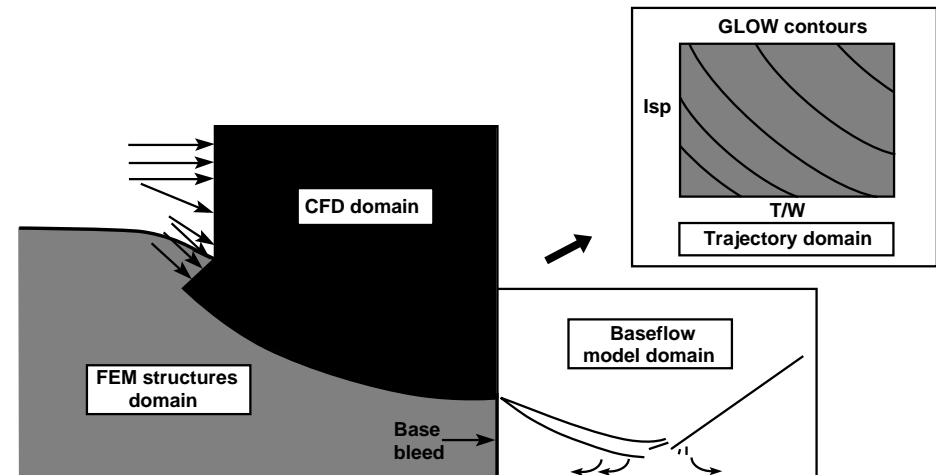 GLOW contours
Isp
T/W
Trajectory domain
CFD domain
Baseflow
model domain
FEM structures
domain
Base
bleed